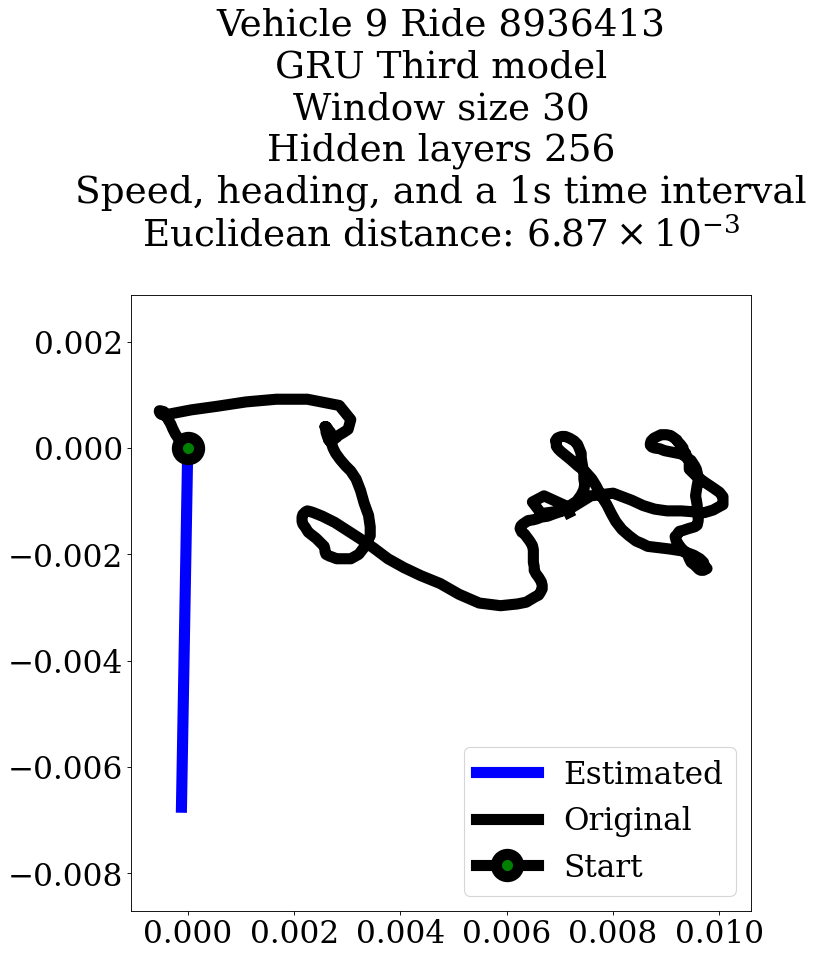 Vehicle 9 Ride 8936413
GRU Third model
Window size 30
Hidden layers 256
Speed, heading, and a 1s time interval
Euclidean distance: 6.87 × 10⁻³
0.002
0.000
−0.002
−0.004
−0.006
−0.008
Estimated
Original
Start
0.000 0.002 0.004 0.006 0.008 0.010